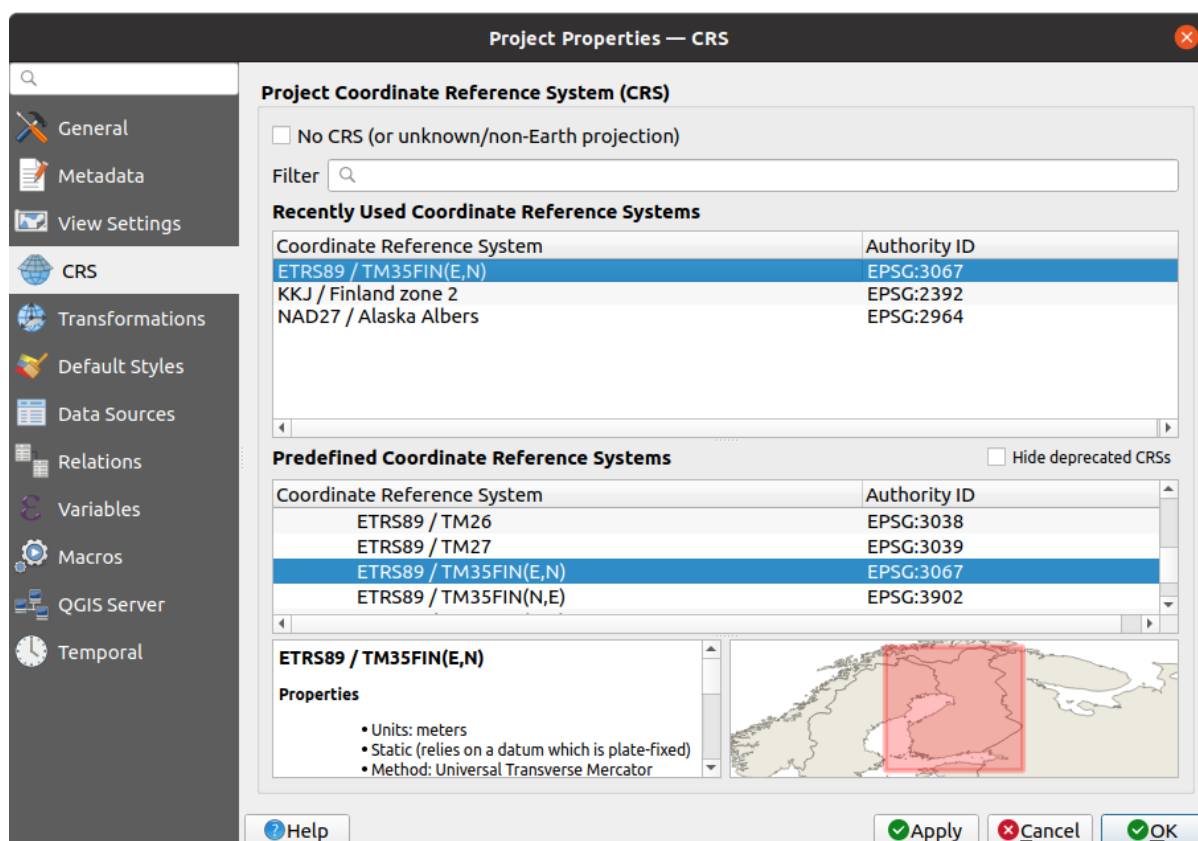 Project Properties — CRS
General
Metadata
View Settings
CRS
Transformations
Default Styles
Data Sources
Relations
Variables
Macros
QGIS Server
Temporal
Project Coordinate Reference System (CRS)
No CRS (or unknown/non-Earth projection)
Filter
Recently Used Coordinate Reference Systems
Coordinate Reference System Authority ID
ETRS89 / TM35FIN(E,N) EPSG:3067
KKJ / Finland zone 2 EPSG:2392
NAD27 / Alaska Albers EPSG:2964
Predefined Coordinate Reference Systems Hide deprecated CRSs
Coordinate Reference System Authority ID
ETRS89 / TM26 EPSG:3038
ETRS89 / TM27 EPSG:3039
ETRS89 / TM35FIN(E,N) EPSG:3067
ETRS89 / TM35FIN(N,E) EPSG:3902
ETRS89 / TM35FIN(E,N)
Properties
• Units: meters
• Static (relies on a datum which is plate-fixed)
• Method: Universal Transverse Mercator
Help Apply Cancel OK